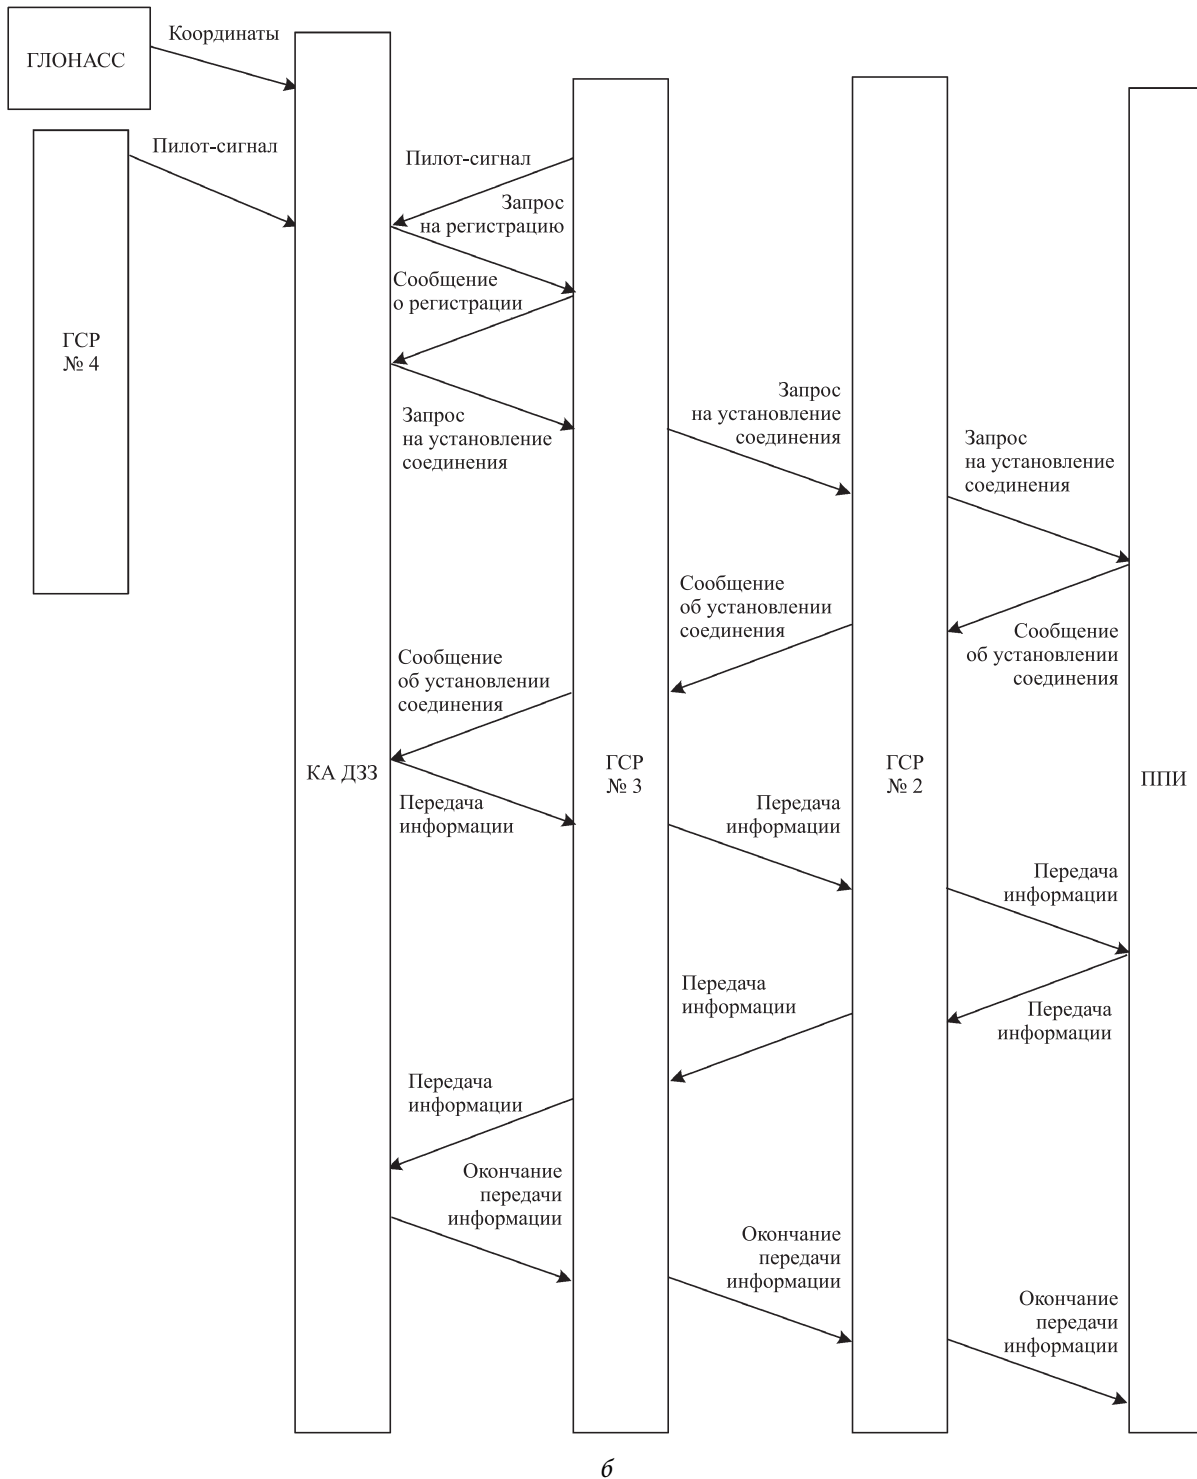 Координаты
ГЛОНАСС
Пилот-сигнал
Пилот-сигнал
Запрос
на регистрацию
Сообщение
о регистрации
ГСР
№ 4
Запрос
на установление
соединения
Запрос
на установление
соединения
Запрос
на установление
соединения
Сообщение
об установлении
соединения
Сообщение
об установлении
соединения
Сообщение
об установлении
соединения
КА ДЗЗ
ГСР
№ 3
ГСР
№ 2
ППИ
Передача
информации
Передача
информации
Передача
информации
Передача
информации
Передача
информации
Передача
информации
Окончание
передачи
информации
Окончание
передачи
информации
Окончание
передачи
информации
б